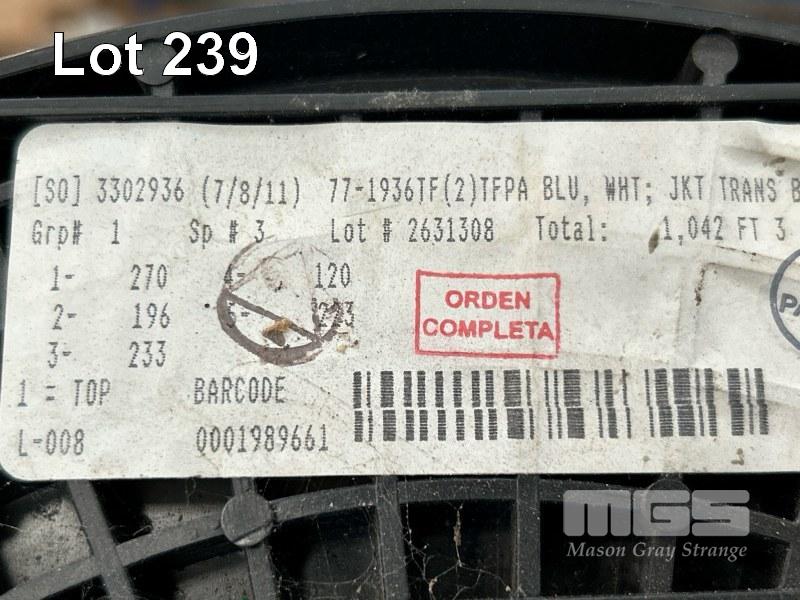 Lot 239
[SO] 3302936 (7/8/11) 77-1936TF(2)TFPA BLU, WHT; JKT TRANS B
Grp# 1 Sp # 3 Lot # 2631308 Total: 1,042 FT 3
1- 270 4- 120
2- 196 5-
3- 233
ORDEN
COMPLETA
PA
1 = TOP BARCODE
L-008 0001989661
MGS
Mason Gray Strange